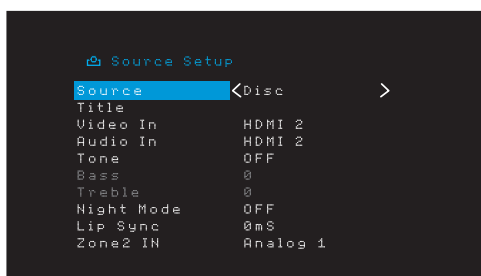 Source Setup
Source <Disc >
Title
Video In HDMI 2
Audio In HDMI 2
Tone OFF
Bass 0
Treble 0
Night Mode OFF
Lip Sync 0mS
Zone2 IN Analog 1